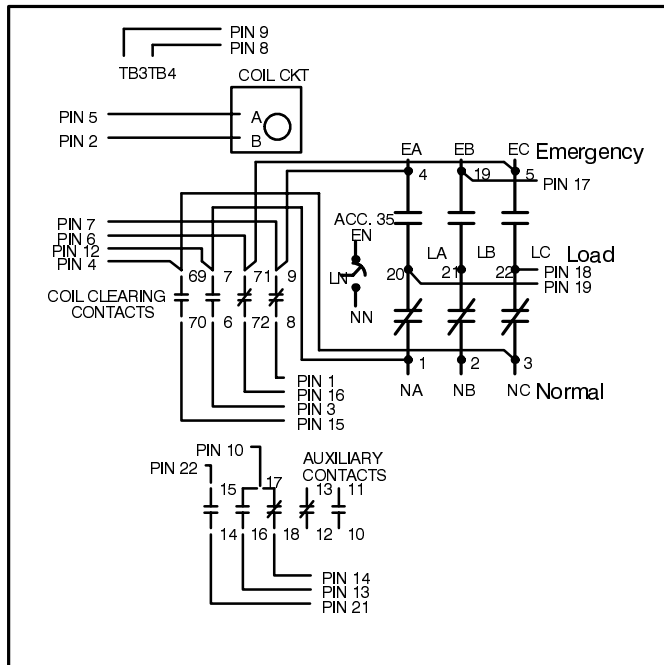 PIN 9
PIN 8
TB3TB4
COIL CKT
PIN 5
A
PIN 2
B
EA EB EC Emergency
4 19 5
PIN 17
PIN 7
PIN 6
PIN 12
PIN 4
ACC. 35
EN
LA LB LC Load
69 7 71 9
LN
20 21 22
PIN 18
PIN 19
COIL CLEARING
CONTACTS
NN
70 6 72 8
1 2 3
PIN 1
PIN 16
PIN 3
PIN 15
NA NB NC Normal
PIN 10
PIN 22
AUXILIARY
CONTACTS
15 17 13 11
14 16 18 12 10
PIN 14
PIN 13
PIN 21